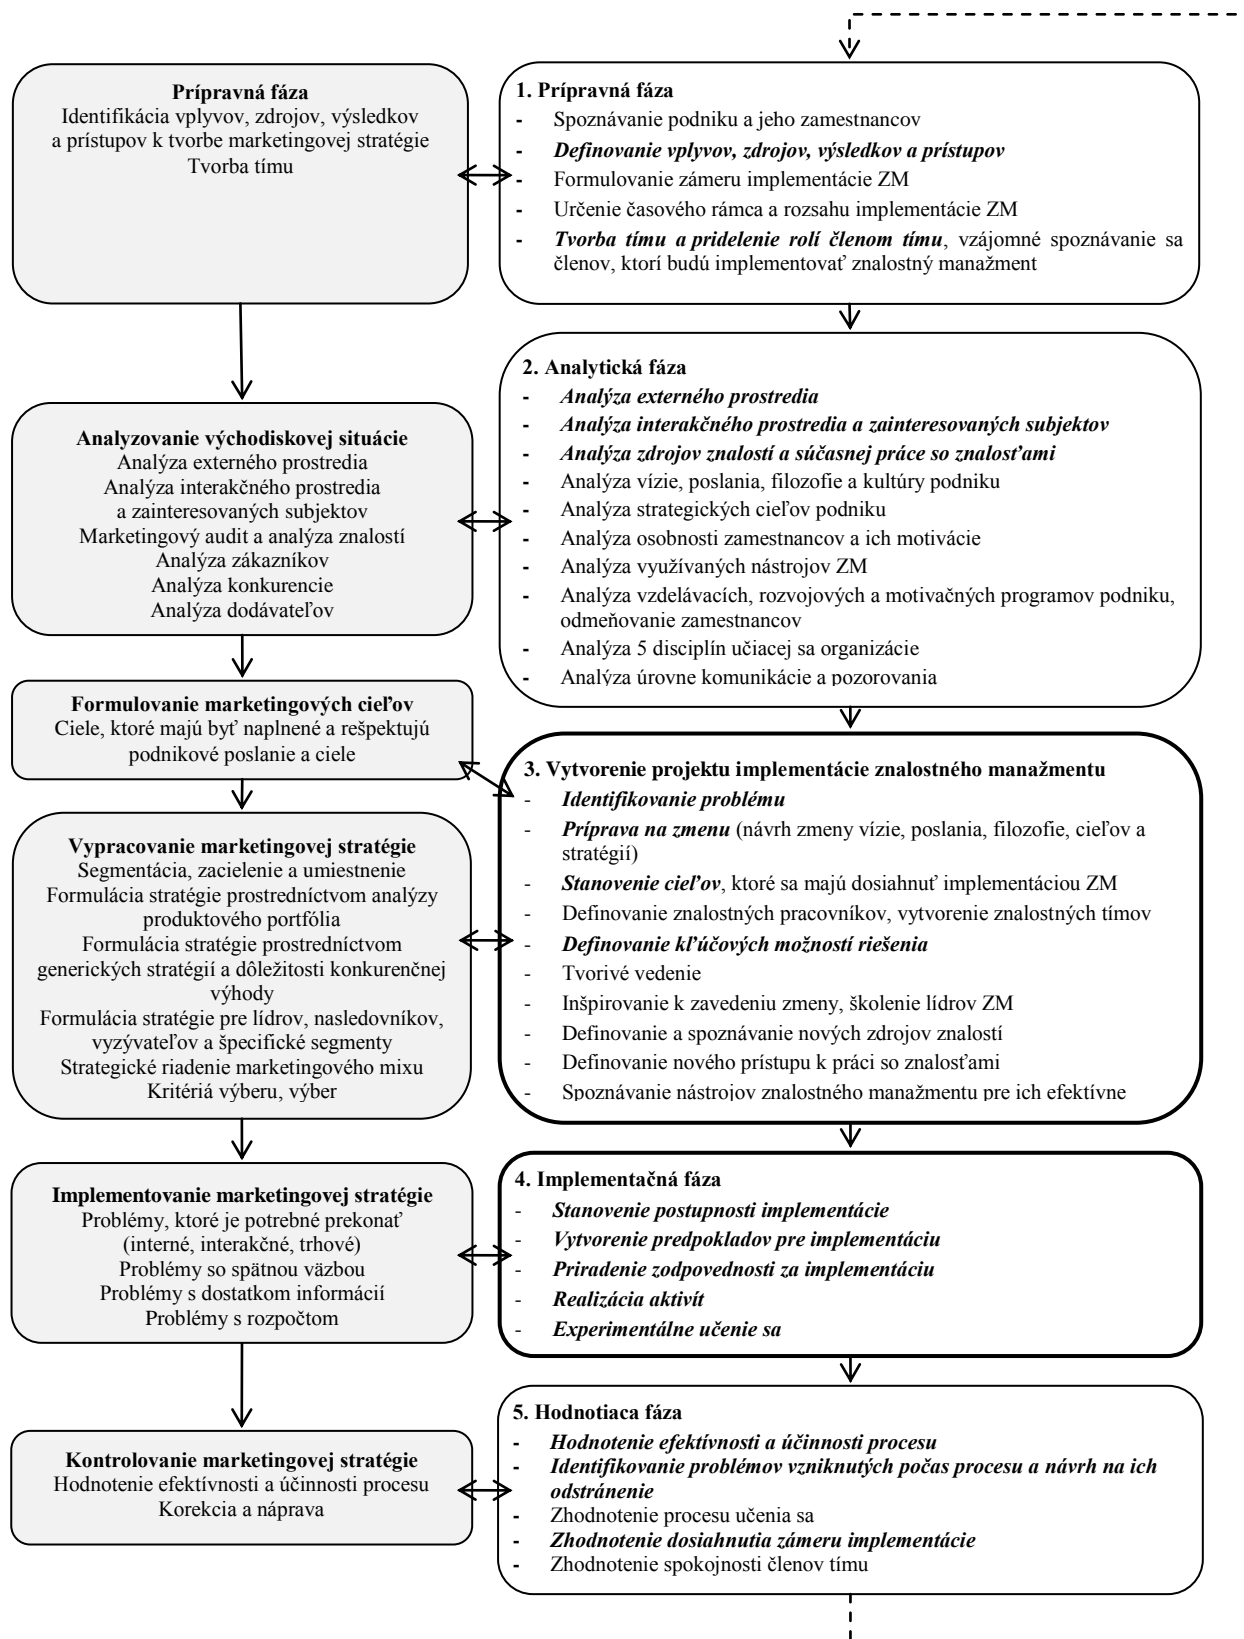 Prípravná fáza
Identifikácia vplyvov, zdrojov, výsledkov
a prístupov k tvorbe marketingovej stratégie
Tvorba tímu
1. Prípravná fáza
- Spoznávanie podniku a jeho zamestnancov
- Definovanie vplyvov, zdrojov, výsledkov a prístupov
- Formulovanie zámeru implementácie ZM
- Určenie časového rámca a rozsahu implementácie ZM
- Tvorba tímu a pridelenie rolí členom tímu, vzájomné spoznávanie sa
členov, ktorí budú implementovať znalostný manažment
Analyzovanie východiskovej situácie
Analýza externého prostredia
Analýza interakčného prostredia
a zainteresovaných subjektov
Marketingový audit a analýza znalostí
Analýza zákazníkov
Analýza konkurencie
Analýza dodávateľov
2. Analytická fáza
- Analýza externého prostredia
- Analýza interakčného prostredia a zainteresovaných subjektov
- Analýza zdrojov znalostí a súčasnej práce so znalosťami
- Analýza vízie, poslania, filozofie a kultúry podniku
- Analýza strategických cieľov podniku
- Analýza osobnosti zamestnancov a ich motivácie
- Analýza využívaných nástrojov ZM
- Analýza vzdelávacích, rozvojových a motivačných programov podniku,
odmeňovanie zamestnancov
- Analýza 5 disciplín učiacej sa organizácie
- Analýza úrovne komunikácie a pozorovania
Formulovanie marketingových cieľov
Ciele, ktoré majú byť naplnené a rešpektujú
podnikové poslanie a ciele
Vypracovanie marketingovej stratégie
Segmentácia, zacielenie a umiestnenie
Formulácia stratégie prostredníctvom analýzy
produktového portfólia
Formulácia stratégie prostredníctvom
generických stratégií a dôležitosti konkurenčnej
výhody
Formulácia stratégie pre lídrov, nasledovníkov,
vyzývateľov a špecifické segmenty
Strategické riadenie marketingového mixu
Kritériá výberu, výber
3. Vytvorenie projektu implementácie znalostného manažmentu
- Identifikovanie problému
- Príprava na zmenu (návrh zmeny vízie, poslania, filozofie, cieľov a
stratégií)
- Stanovenie cieľov, ktoré sa majú dosiahnuť implementáciou ZM
- Definovanie znalostných pracovníkov, vytvorenie znalostných tímov
- Definovanie kľúčových možností riešenia
- Tvorivé vedenie
- Inšpirovanie k zavedeniu zmeny, školenie lídrov ZM
- Definovanie a spoznávanie nových zdrojov znalostí
- Definovanie nového prístupu k práci so znalosťami
- Spoznávanie nástrojov znalostného manažmentu pre ich efektívne
Implementovanie marketingovej stratégie
Problémy, ktoré je potrebné prekonať
(interné, interakčné, trhové)
Problémy so spätnou väzbou
Problémy s dostatkom informácií
Problémy s rozpočtom
4. Implementačná fáza
- Stanovenie postupnosti implementácie
- Vytvorenie predpokladov pre implementáciu
- Priradenie zodpovednosti za implementáciu
- Realizácia aktivít
- Experimentálne učenie sa
Kontrolovanie marketingovej stratégie
Hodnotenie efektívnosti a účinnosti procesu
Korekcia a náprava
5. Hodnotiaca fáza
- Hodnotenie efektívnosti a účinnosti procesu
- Identifikovanie problémov vzniknutých počas procesu a návrh na ich
odstránenie
- Zhodnotenie procesu učenia sa
- Zhodnotenie dosiahnutia zámeru implementácie
- Zhodnotenie spokojnosti členov tímu